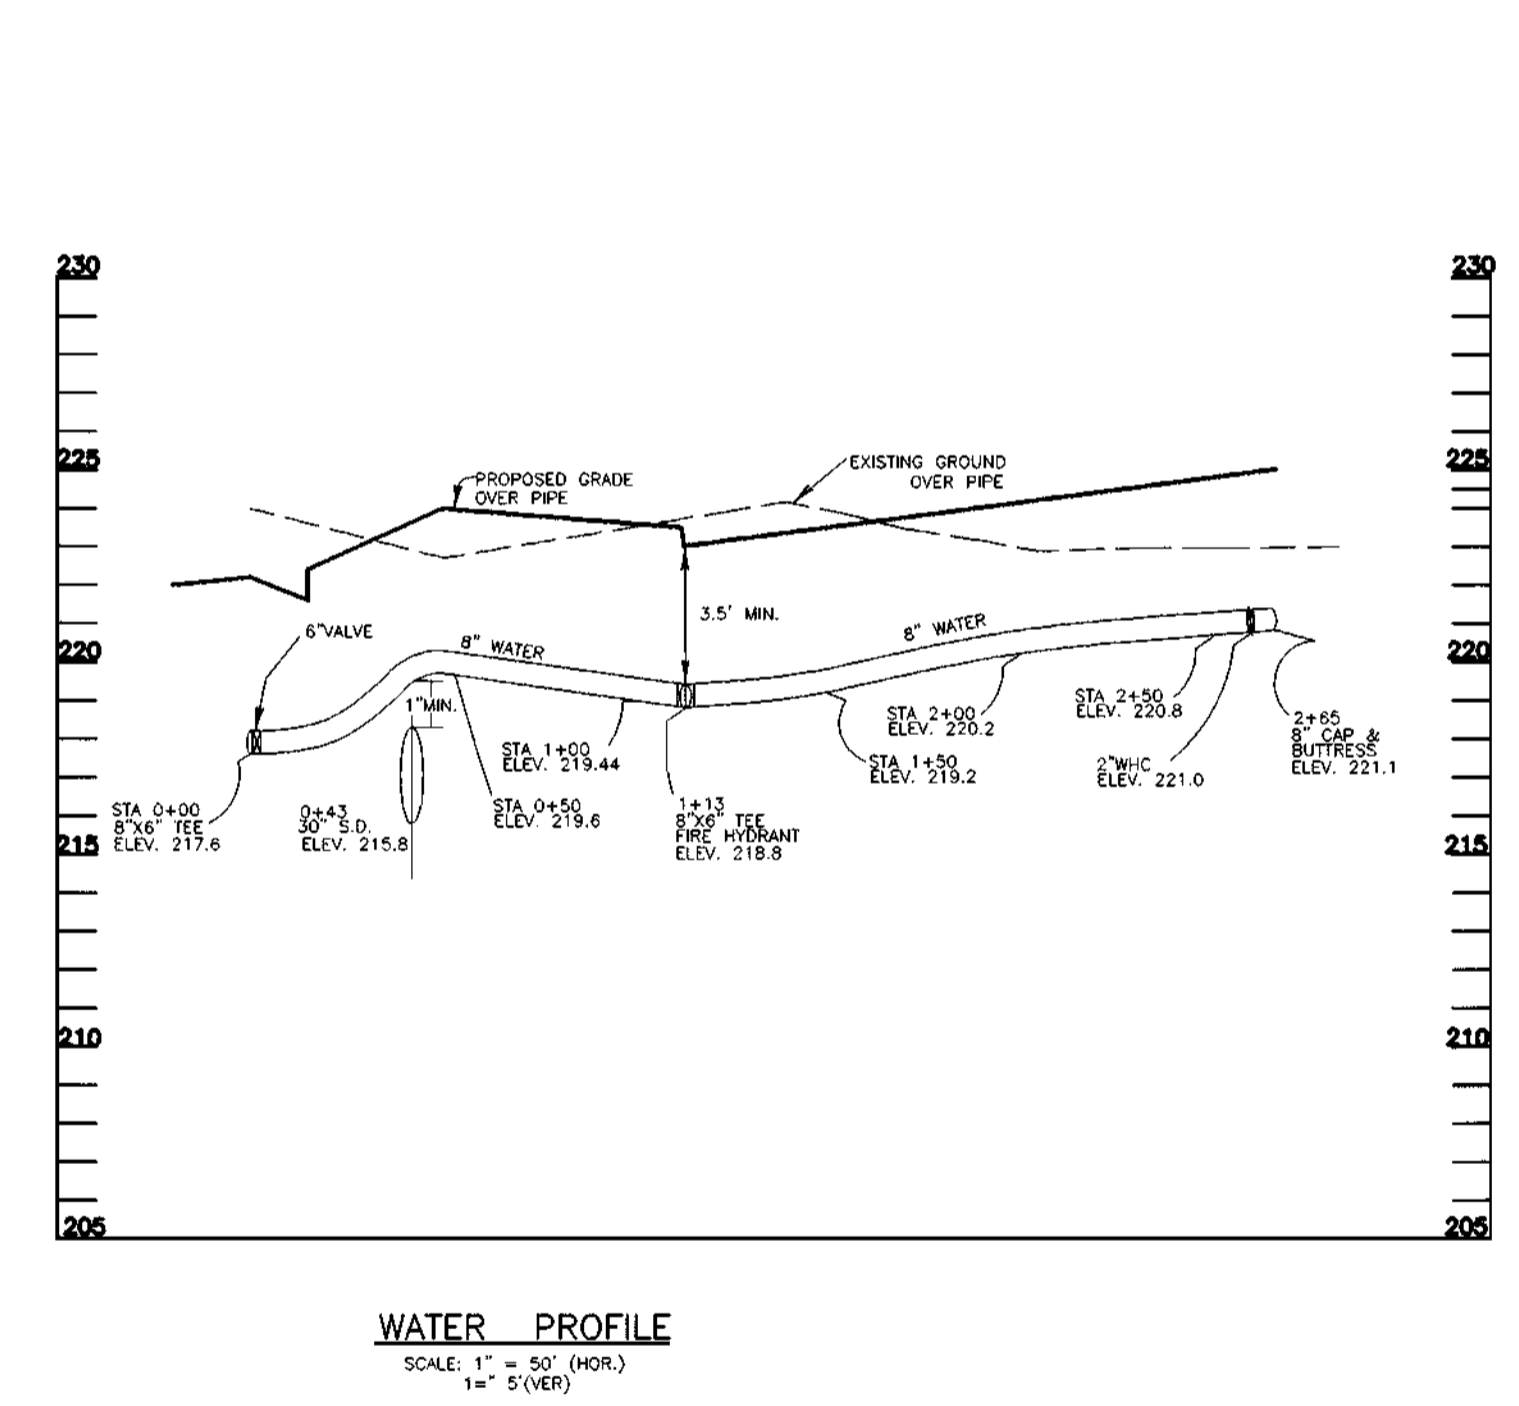 230
230
225
225
EXISTING GROUND
OVER PIPE
PROPOSED GRADE
OVER PIPE
3.5' MIN.
6"VALVE
8" WATER
8" WATER
220
220
1"MIN.
STA 2+50
ELEV. 220.8
STA 2+00
ELEV. 220.2
2+65
8" CAP &
BUTTRESS
ELEV. 221.1
STA 1+00
ELEV. 219.44
STA 1+50
ELEV. 219.2
2"WHC
ELEV. 221.0
STA 0+00
8"X6" TEE
ELEV. 217.6
0+43
30" S.D.
ELEV. 215.8
STA 0+50
ELEV. 219.6
1+13
8"X6" TEE
FIRE HYDRANT
ELEV. 218.8
215
215
210
210
205
205
WATER PROFILE
SCALE: 1" = 50' (HOR.)
1=" 5'(VER)